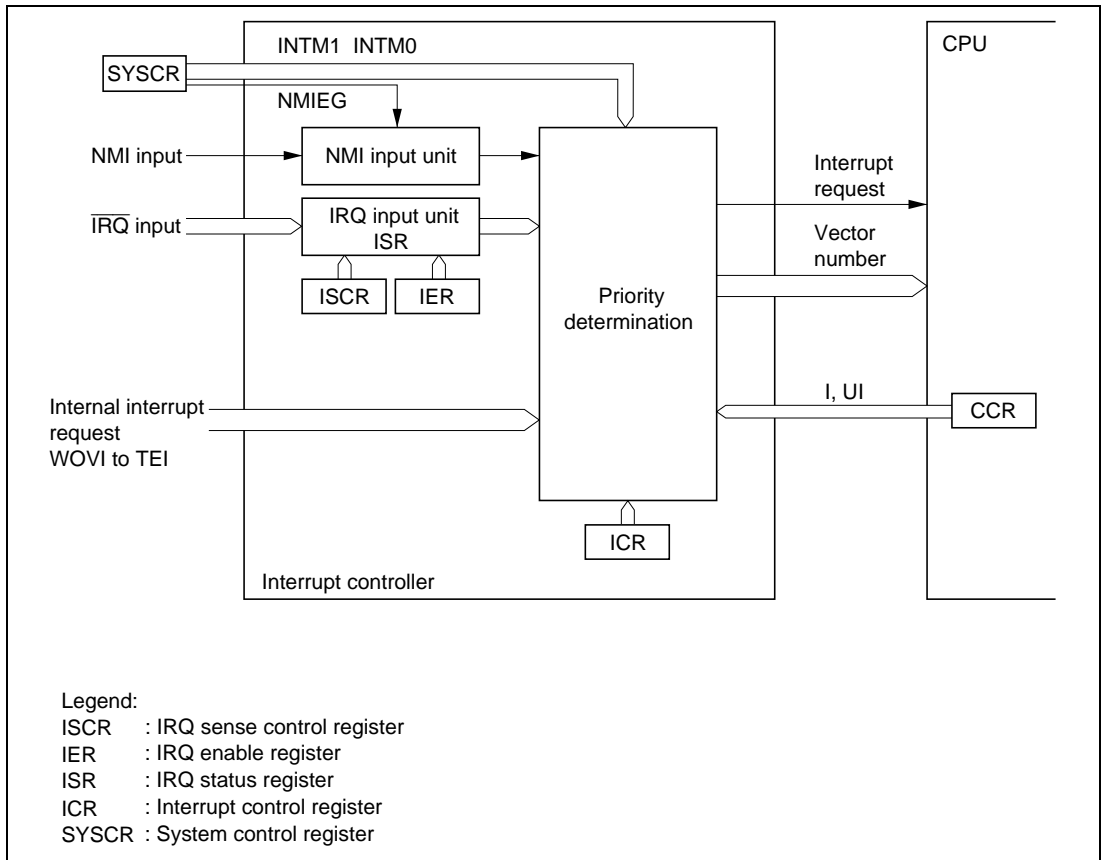 INTM1 INTM0
CPU
SYSCR
NMIEG
NMI input
NMI input unit
Interrupt
request
I̅R̅Q̅ input
IRQ input unit
ISR
Vector
number
ISCR
IER
Priority
determination
Internal interrupt
request
WOVI to TEI
I, UI
CCR
ICR
Interrupt controller
Legend:
ISCR : IRQ sense control register
IER : IRQ enable register
ISR : IRQ status register
ICR : Interrupt control register
SYSCR : System control register